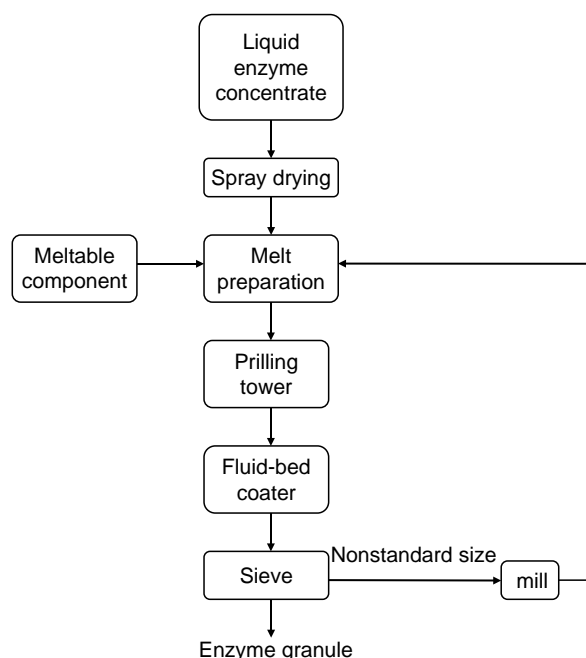 Liquid
enzyme
concentrate
Spray drying
Meltable
component
Melt
preparation
Prilling
tower
Fluid-bed
coater
Sieve
Nonstandard size
mill
Enzyme granule